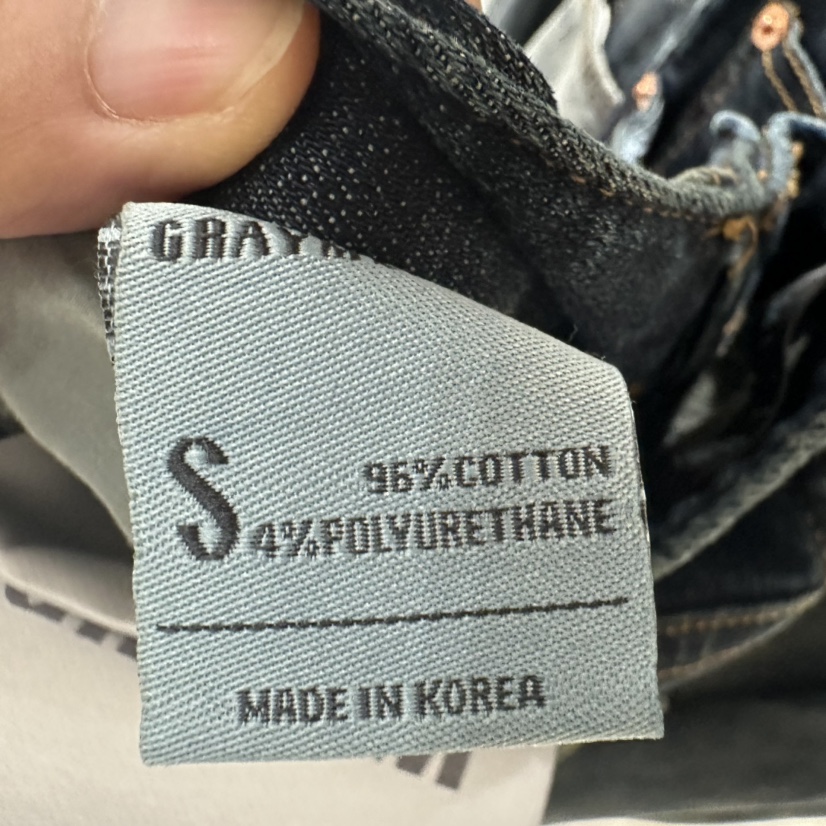 S
96%COTTON
4%POLYURETHANE
MADE IN KOREA